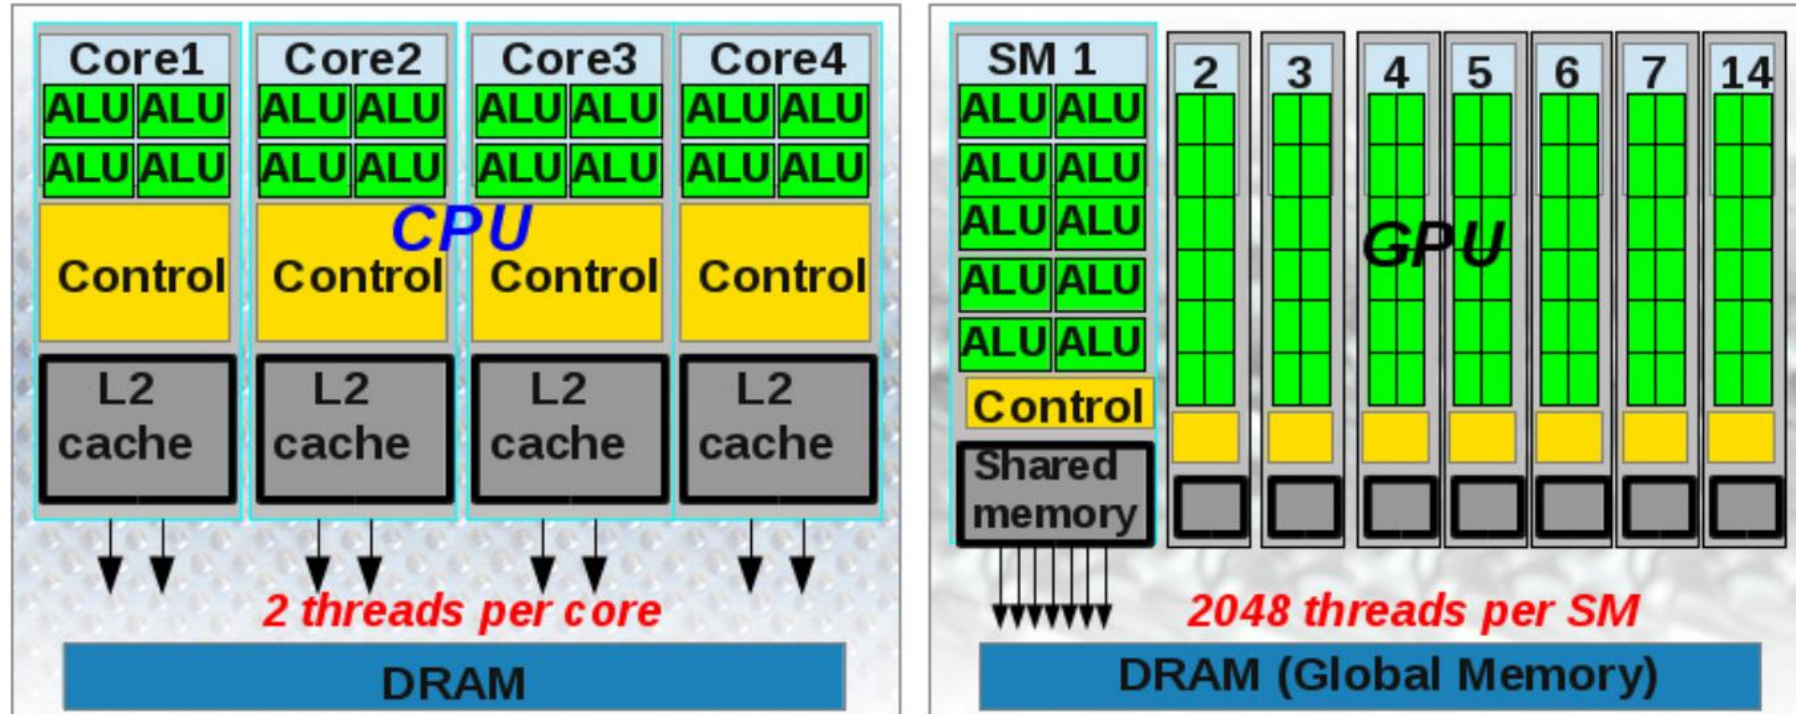 Core1 Core2 Core3 Core4
ALU ALU ALU ALU ALU ALU ALU ALU
ALU ALU ALU ALU ALU ALU ALU ALU
CPU
Control Control Control Control
L2 L2 L2 L2
cache cache cache cache
2 threads per core
DRAM
SM 1 2 3 4 5 6 7 14
ALU ALU
ALU ALU
ALU ALU
GPU
ALU ALU
ALU ALU
Control
Shared
memory
2048 threads per SM
DRAM (Global Memory)